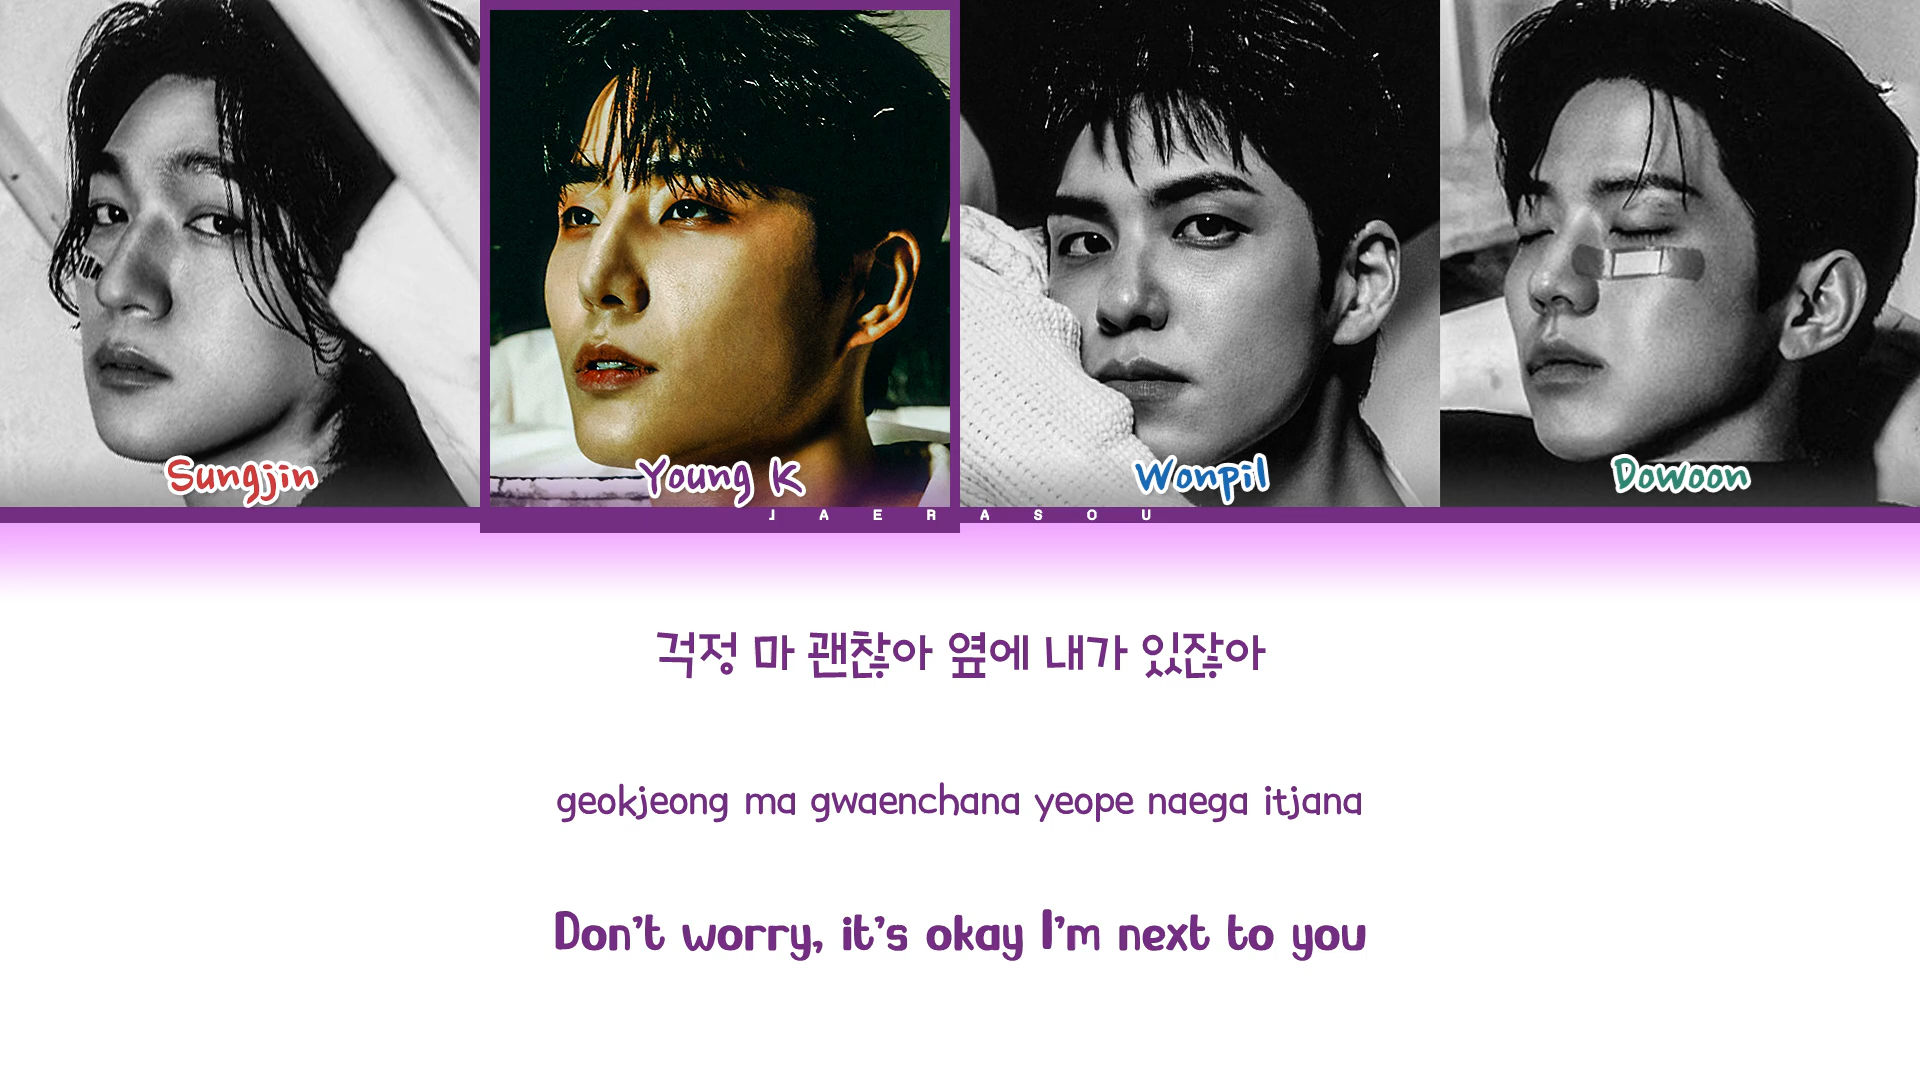 Sungjin
Young K
Wonpil
Dowoon
JAERASOU
걱정 마 괜찮아 옆에 내가 있잖아
geokjeong ma gwaenchana yeope naega itjana
Don't worry, it's okay I'm next to you